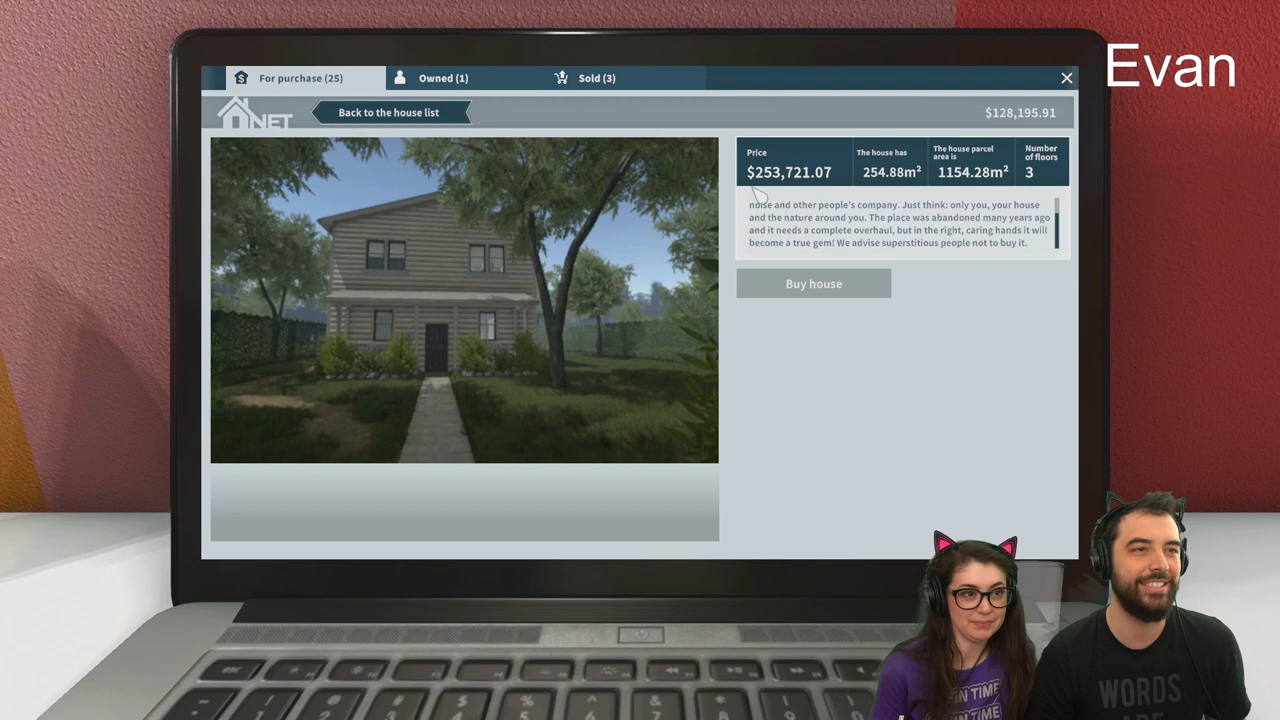 Evan
For purchase (25)
Owned (1)
Sold (3)
NET
Back to the house list
$128,195.91
Price
$253,721.07
The house has
254.88m²
The house parcel
area is
1154.28m²
Number
of floors
3
noise and other people's company. Just think: only you, your house
and the nature around you. The place was abandoned many years ago
and it needs a complete overhaul, but in the right, caring hands it will
become a true gem! We advise superstitious people not to buy it.
Buy house
IN TIME
WORDS